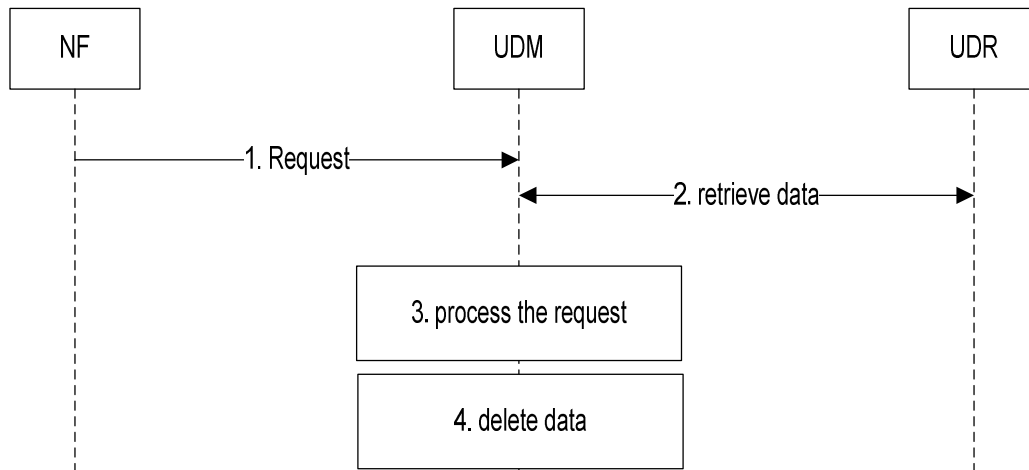 NF
UDM
UDR
1. Request
2. retrieve data
3. process the request
4. delete data